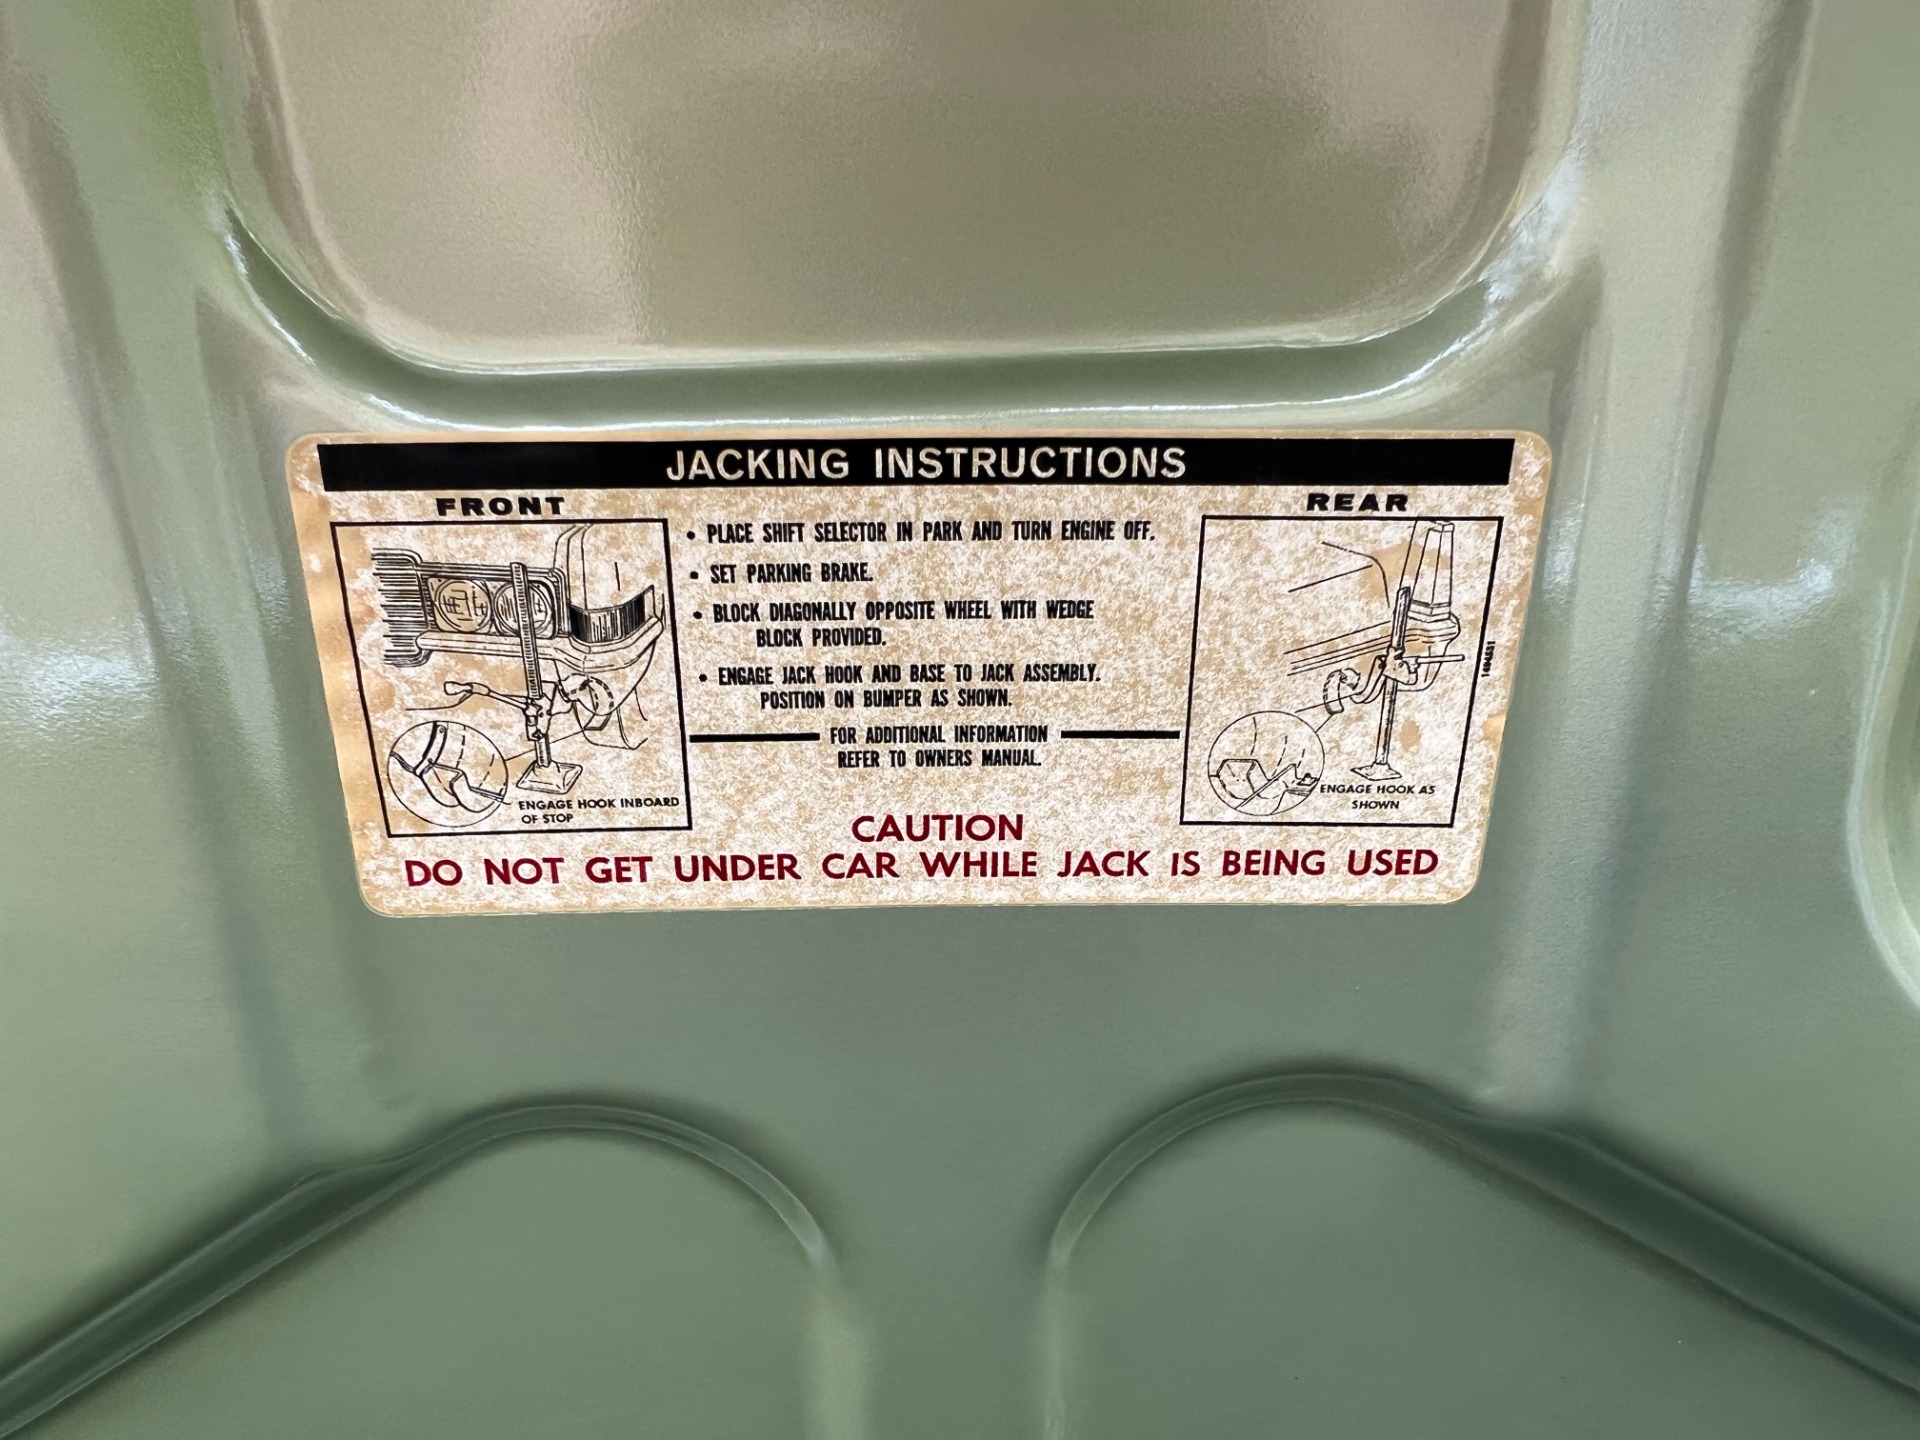 JACKING INSTRUCTIONS
FRONT
ENGAGE HOOK INBOARD
OF STOP
• PLACE SHIFT SELECTOR IN PARK AND TURN ENGINE OFF.
• SET PARKING BRAKE.
• BLOCK DIAGONALLY OPPOSITE WHEEL WITH WEDGE
BLOCK PROVIDED.
• ENGAGE JACK HOOK AND BASE TO JACK ASSEMBLY.
POSITION ON BUMPER AS SHOWN.
FOR ADDITIONAL INFORMATION
REFER TO OWNERS MANUAL.
REAR
ENGAGE HOOK AS
SHOWN
CAUTION
DO NOT GET UNDER CAR WHILE JACK IS BEING USED